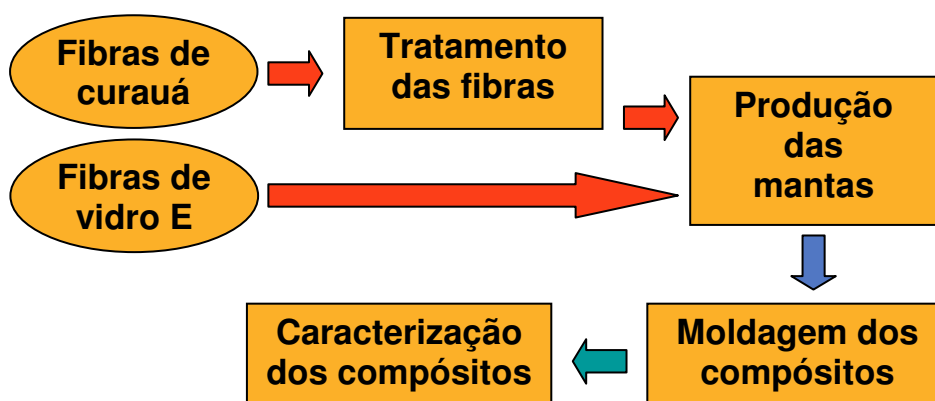 Fibras de
curauá
Tratamento
das fibras
Fibras de
vidro E
Produção
das
mantas
Moldagem dos
compósitos
Caracterização
dos compósitos